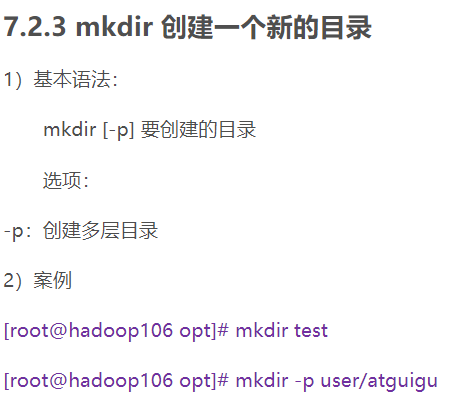 7.2.3 mkdir 创建一个新的目录
1）基本语法：
mkdir [-p] 要创建的目录
选项：
-p：创建多层目录
2）案例
[root@hadoop106 opt]# mkdir test
[root@hadoop106 opt]# mkdir -p user/atguigu